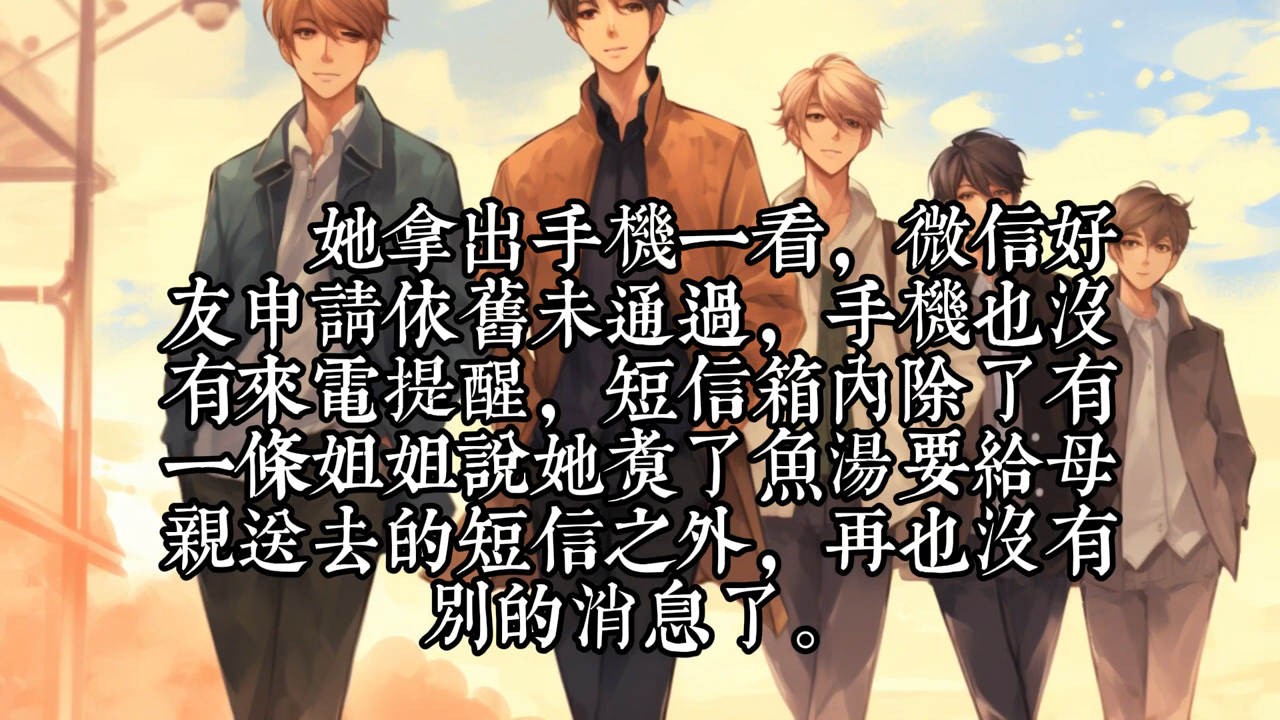 她拿出手機一看，微信好
友申請依舊未通過，手機也沒
有來電提醒，短信箱內除了有
一條姐姐說她煮了魚湯要給母
親送去的短信之外，再也沒有
別的消息了。